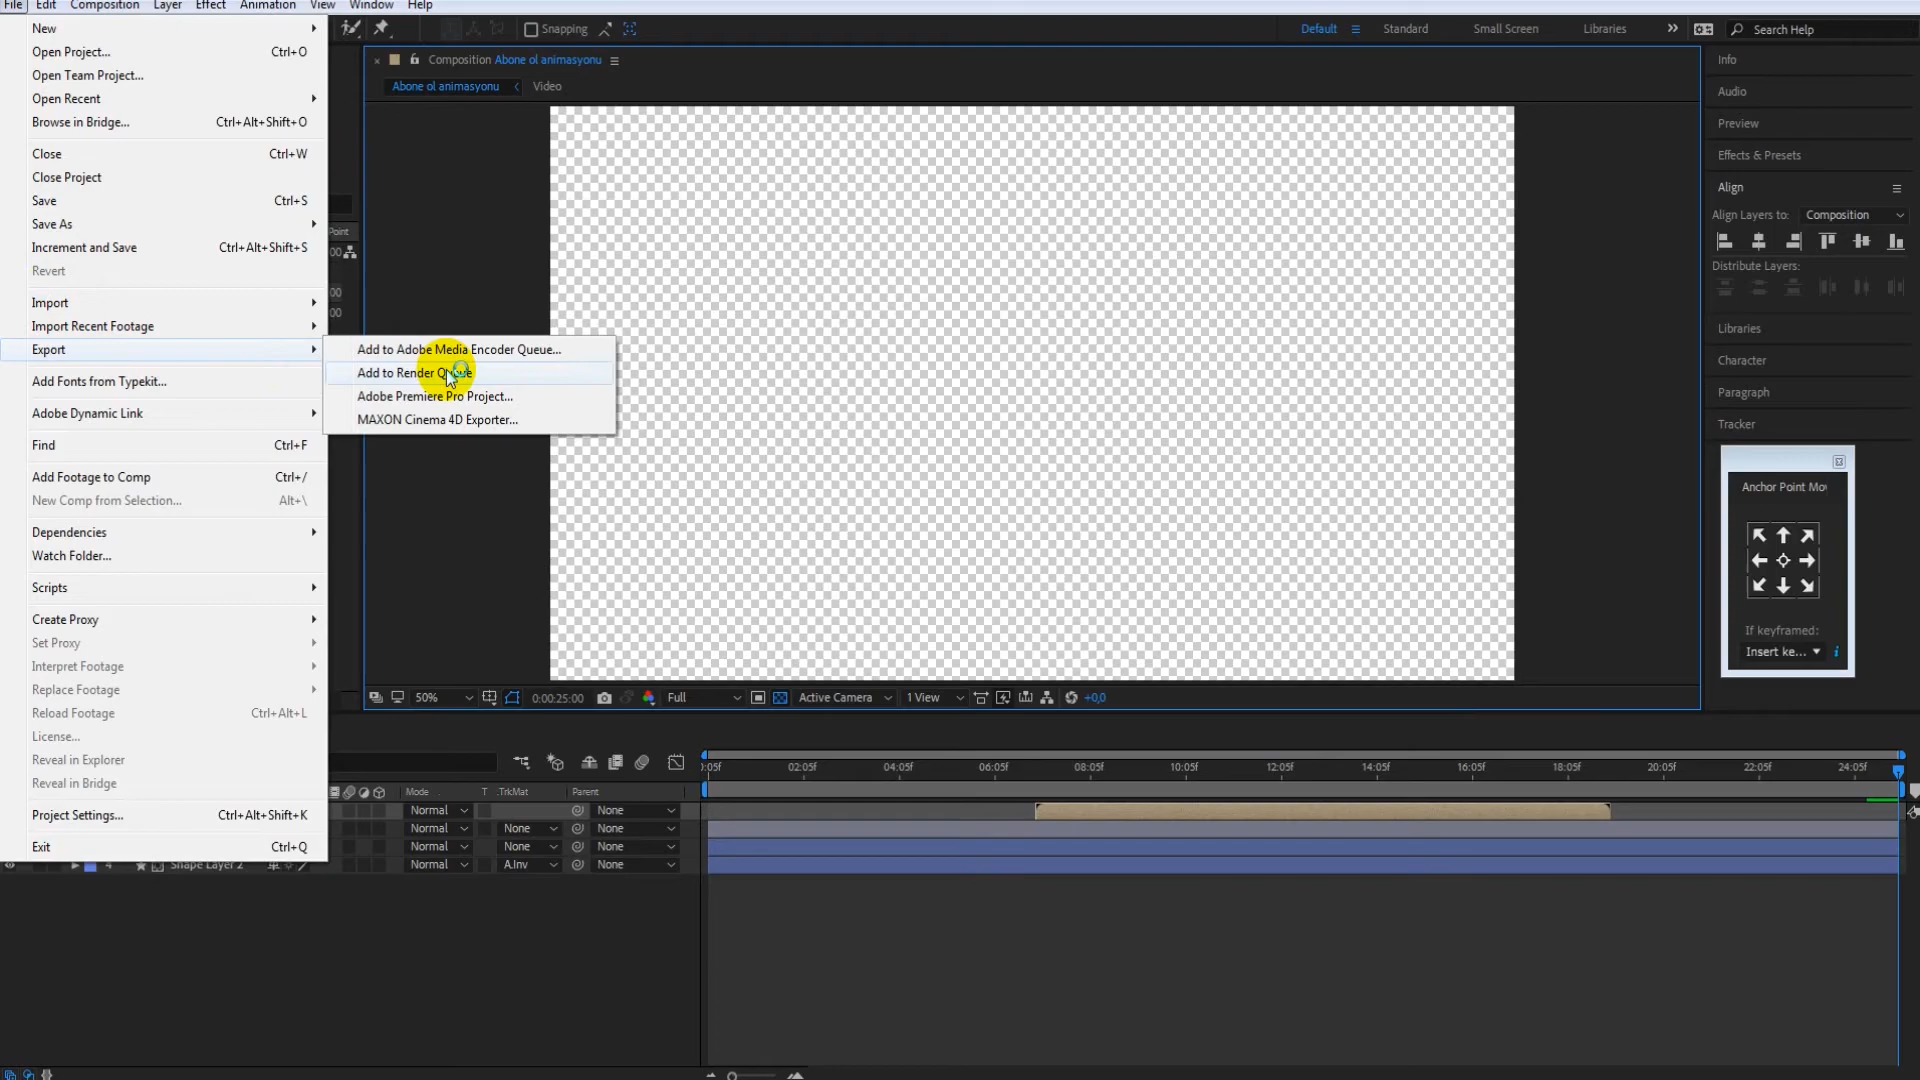 File Edit Composition Layer Effect Animation View Window Help
New
Open Project... Ctrl+O
Open Team Project...
Open Recent
Browse in Bridge... Ctrl+Alt+Shift+O
Close Ctrl+W
Close Project
Save Ctrl+S
Save As
Increment and Save Ctrl+Alt+Shift+S
Revert
Import
Import Recent Footage
Export
Add Fonts from Typekit...
Adobe Dynamic Link
Find Ctrl+F
Add Footage to Comp Ctrl+/
New Comp from Selection... Alt+\
Dependencies
Watch Folder...
Scripts
Create Proxy
Set Proxy
Interpret Footage
Replace Footage
Reload Footage Ctrl+Alt+L
License...
Reveal in Explorer
Reveal in Bridge
Project Settings... Ctrl+Alt+Shift+K
Exit Ctrl+Q
Add to Adobe Media Encoder Queue...
Add to Render Queue
Adobe Premiere Pro Project...
MAXON Cinema 4D Exporter...
Snapping
Default Standard Small Screen Libraries Search Help
Composition Abone ol animasyonu
Abone ol animasyonu Video
Point
00
00
00
50% 0:00:25:00 Full Active Camera 1 View +0,0
Info
Audio
Preview
Effects & Presets
Align
Align Layers to: Composition
Distribute Layers:
Libraries
Character
Paragraph
Tracker
Anchor Point Mo
If keyframed:
Insert ke...
:05f 02:05f 04:05f 06:05f 08:05f 10:05f 12:05f 14:05f 16:05f 18:05f 20:05f 22:05f 24:05f
Mode T .TrkMat Parent
Normal None
Normal None None
Normal None None
4 Shape Layer 2 Normal A.Inv None